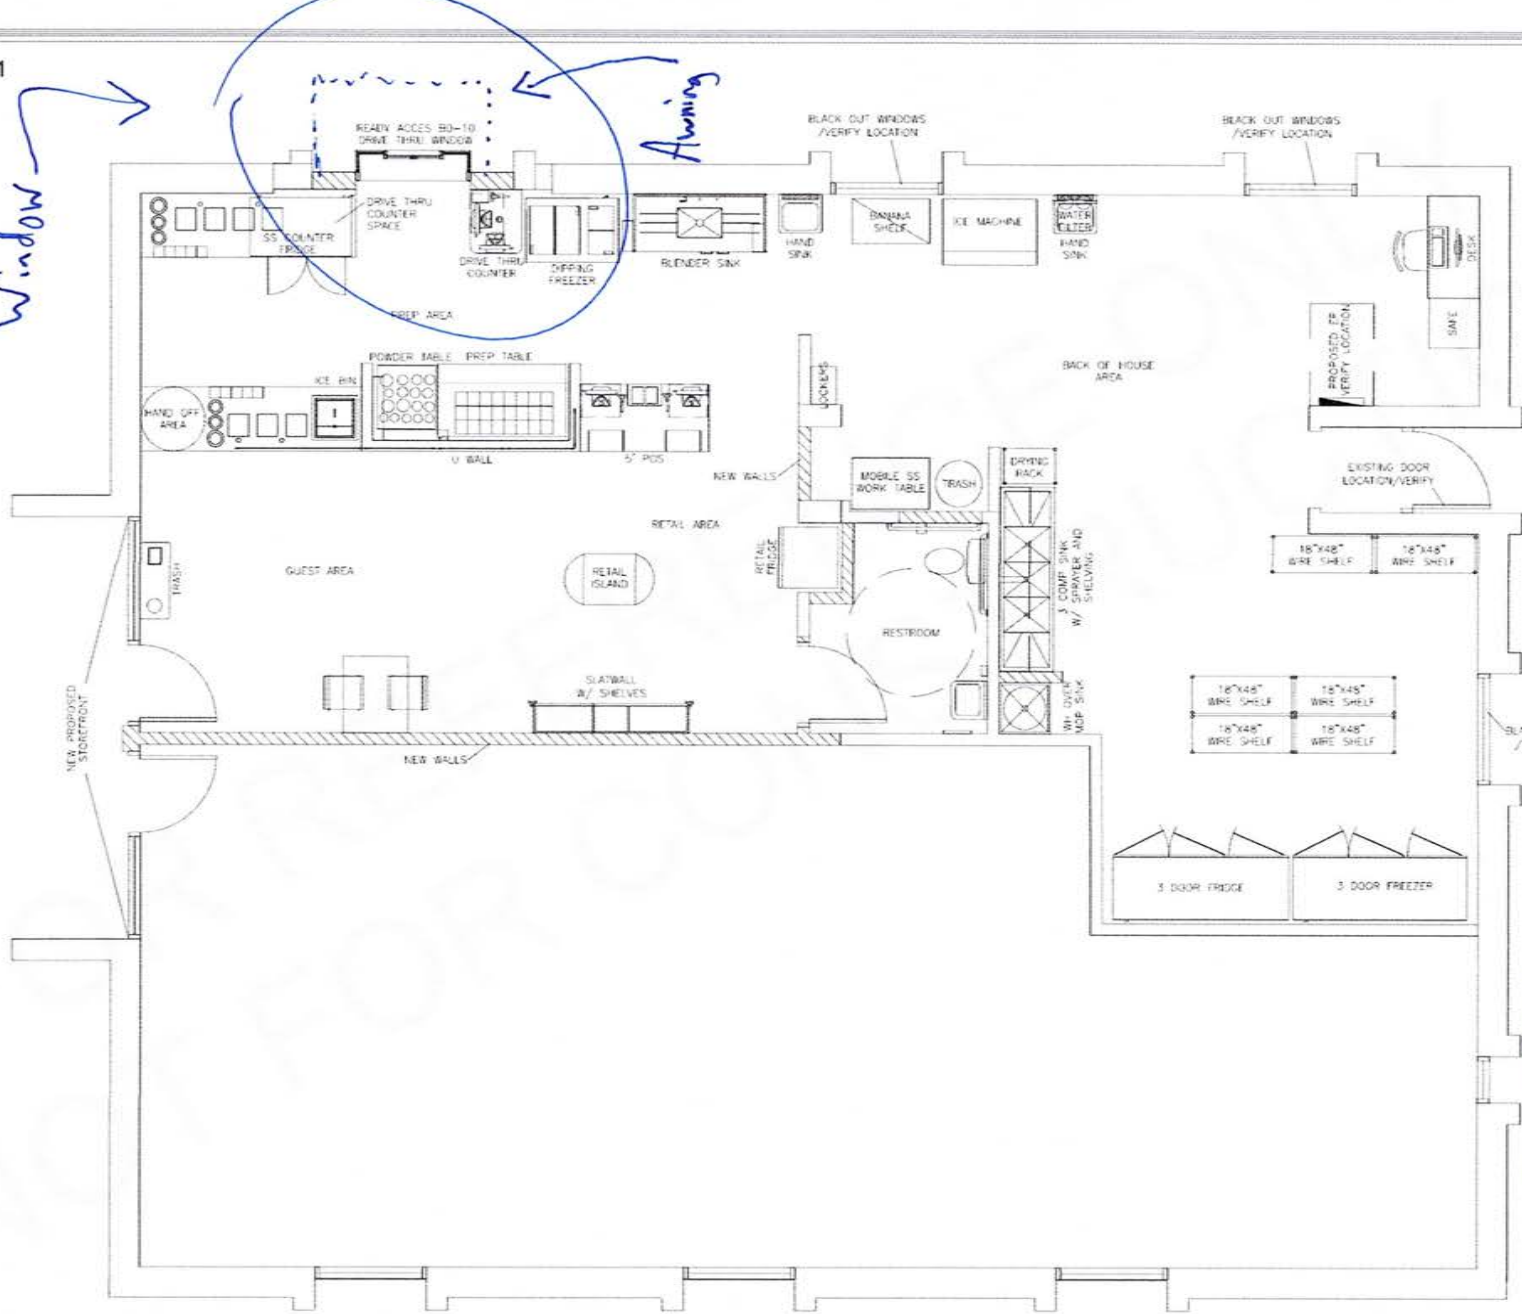 Window
Awning
READY ACCES 90-10
DRIVE THRU WINDOW
BLACK OUT WINDOWS
/VERIFY LOCATION
BLACK OUT WINDOWS
/VERIFY LOCATION
DRIVE THRU
COUNTER
SPACE
SS COUNTER
FRIDGE
DRIVE THRU
COUNTER
DIPPING
FREEZER
BLENDER SINK
HAND
SINK
BANANA
SHELF
ICE MACHINE
WATER
FILTER
HAND
SINK
DESK
SAFE
PREP AREA
PROPOSED EP
VERIFY LOCATION
POWDER TABLE
PREP TABLE
ICE BIN
LOCKERS
BACK OF HOUSE
AREA
HAND OFF
AREA
U WALL
5" POS
NEW WALLS
MOBILE SS
WORK TABLE
TRASH
DRYING
RACK
EXISTING DOOR
LOCATION/VERIFY
RETAIL AREA
RETAIL
FRIDGE
18"X48"
WIRE SHELF
18"X48"
WIRE SHELF
TRASH
GUEST AREA
RETAIL
ISLAND
3 COMP SINK
W/ SPRAYER AND
SHELVING
RESTROOM
NEW PROPOSED
STOREFRONT
SLATWALL
W/ SHELVES
WH OVER
MOP SINK
18"X48"
WIRE SHELF
18"X48"
WIRE SHELF
18"X48"
WIRE SHELF
18"X48"
WIRE SHELF
NEW WALLS
3 DOOR FRIDGE
3 DOOR FREEZER